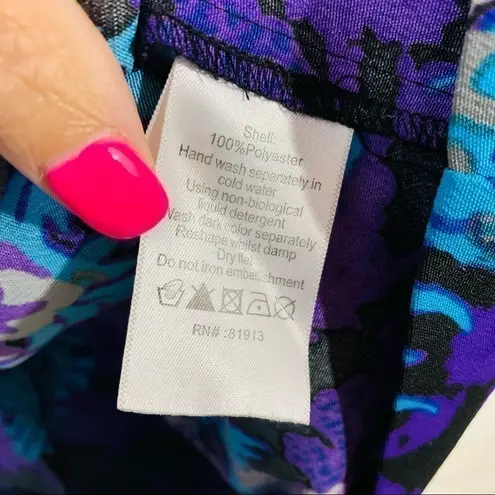 Shell:
100%Polyaster
Hand wash separately in
cold water
Using non-biological
liquid detergent
Wash dark color separately
Reshape whilst damp
Dry flat
Do not iron embellishment
RN# :81913